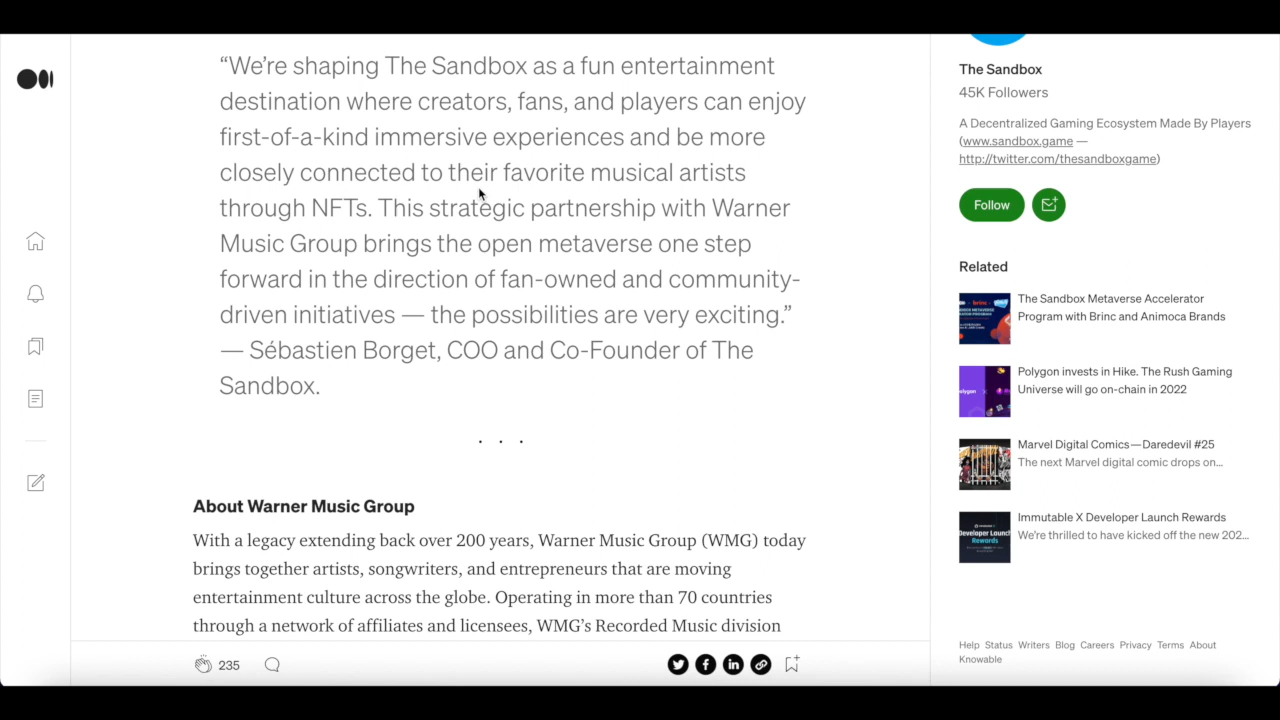 “We’re shaping The Sandbox as a fun entertainment
destination where creators, fans, and players can enjoy
first-of-a-kind immersive experiences and be more
closely connected to their favorite musical artists
through NFTs. This strategic partnership with Warner
Music Group brings the open metaverse one step
forward in the direction of fan-owned and community-
driven initiatives — the possibilities are very exciting.”
— Sebastien Borget, COO and Co-Founder of The
Sandbox.
. . .
About Warner Music Group
With a legacy extending back over 200 years, Warner Music Group (WMG) today
brings together artists, songwriters, and entrepreneurs that are moving
entertainment culture across the globe. Operating in more than 70 countries
through a network of affiliates and licensees, WMG’s Recorded Music division
235
The Sandbox
45K Followers
A Decentralized Gaming Ecosystem Made By Players
(www.sandbox.game —
http://twitter.com/thesandboxgame)
Follow
Related
The Sandbox Metaverse Accelerator
Program with Brinc and Animoca Brands
Polygon invests in Hike. The Rush Gaming
Universe will go on-chain in 2022
Marvel Digital Comics—Daredevil #25
The next Marvel digital comic drops on...
Developer Launch
Rewards
Immutable X Developer Launch Rewards
We’re thrilled to have kicked off the new 202...
Help Status Writers Blog Careers Privacy Terms About
Knowable